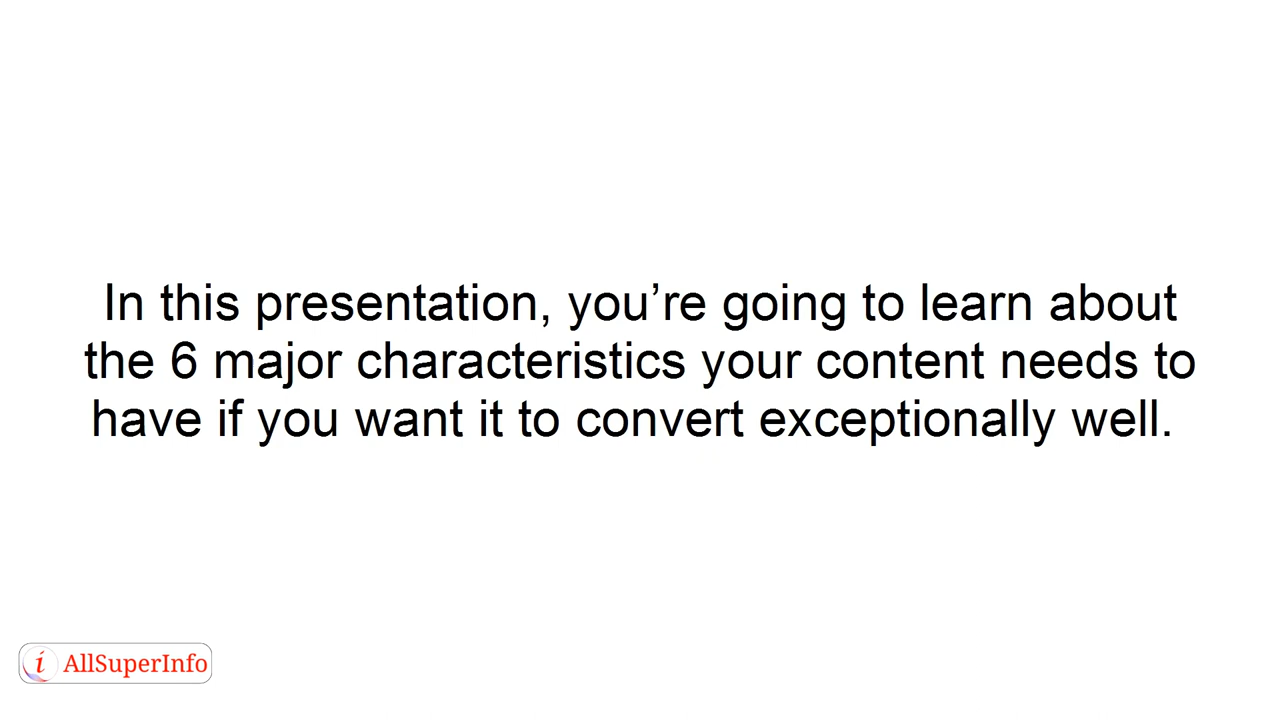 In this presentation, you’re going to learn about
the 6 major characteristics your content needs to
have if you want it to convert exceptionally well.
i AllSuperInfo